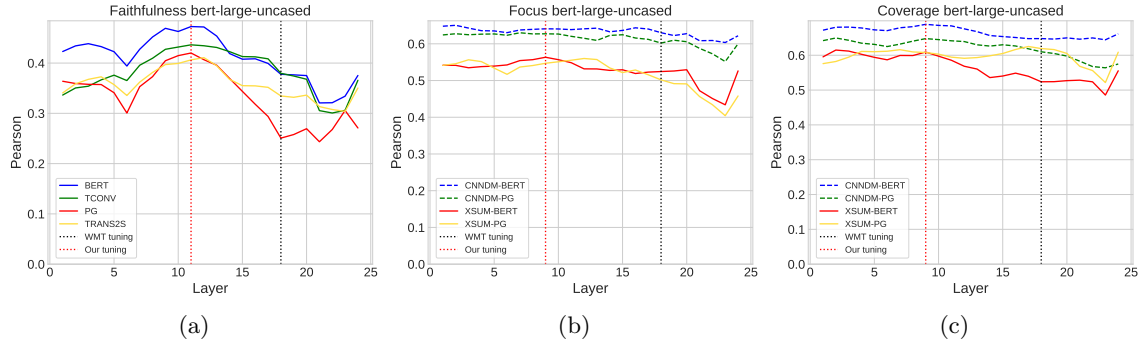 Faithfulness bert-large-uncased
Pearson
0.4
0.3
0.2
0.1
0.0
BERT
TCONV
PG
TRANS2S
WMT tuning
Our tuning
0 5 10 15 20 25
Layer
(a)
Focus bert-large-uncased
Pearson
0.6
0.5
0.4
0.3
0.2
0.1
0.0
CNNDM-BERT
CNNDM-PG
XSUM-BERT
XSUM-PG
WMT tuning
Our tuning
0 5 10 15 20 25
Layer
(b)
Coverage bert-large-uncased
Pearson
0.6
0.5
0.4
0.3
0.2
0.1
0.0
CNNDM-BERT
CNNDM-PG
XSUM-BERT
XSUM-PG
WMT tuning
Our tuning
0 5 10 15 20 25
Layer
(c)